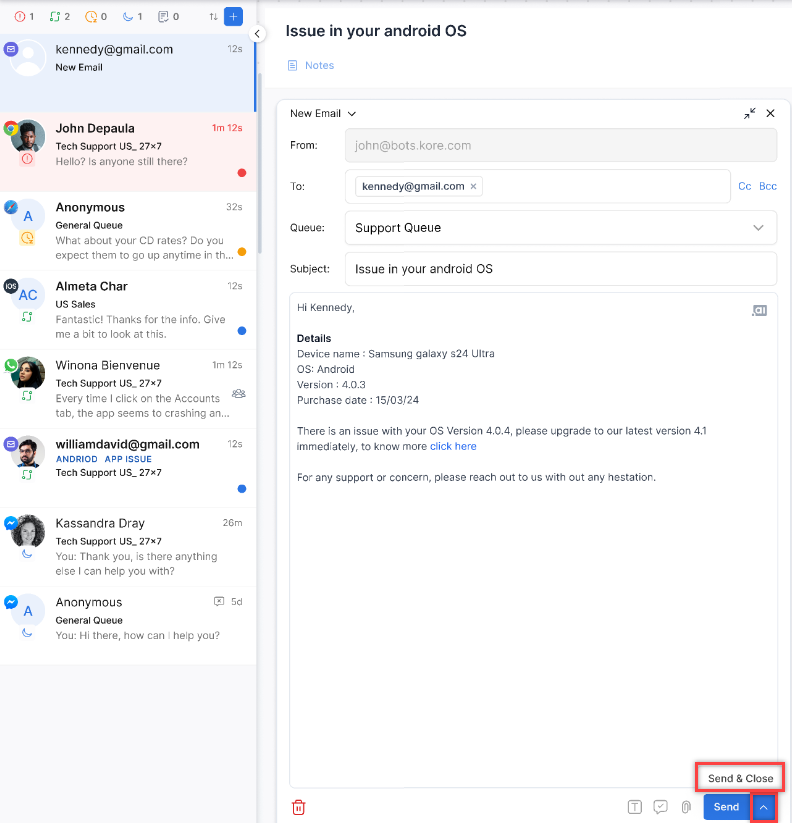 1 2 0 1 0
kennedy@gmail.com 12s
New Email
John Depaula 1m 12s
Tech Support US_ 27x7
Hello? Is anyone still there?
A
Anonymous 32s
General Queue
What about your CD rates? Do you
expect them to go up anytime in th...
iOS
AC
Almeta Char 12s
US Sales
Fantastic! Thanks for the info. Give
me a bit to look at this.
Winona Bienvenue 1m 12s
Tech Support US_ 27x7
Every time I click on the Accounts
tab, the app seems to crashing an...
williamdavid@gmail.com 12s
ANDRIOD APP ISSUE
Tech Support US_ 27x7
Kassandra Dray 26m
Tech Support US_ 27x7
You: Thank you, is there anything
else I can help you with?
A
Anonymous 5d
General Queue
You: Hi there, how can I help you?
Issue in your android OS
Notes
New Email
From: john@bots.kore.com
To: kennedy@gmail.com × Cc Bcc
Queue: Support Queue
Subject: Issue in your android OS
Hi Kennedy,
.ai
Details
Device name : Samsung galaxy s24 Ultra
OS: Android
Version : 4.0.3
Purchase date : 15/03/24
There is an issue with your OS Version 4.0.4, please upgrade to our latest version 4.1
immediately, to know more click here
For any support or concern, please reach out to us with out any hestation.
Send & Close
T
Send